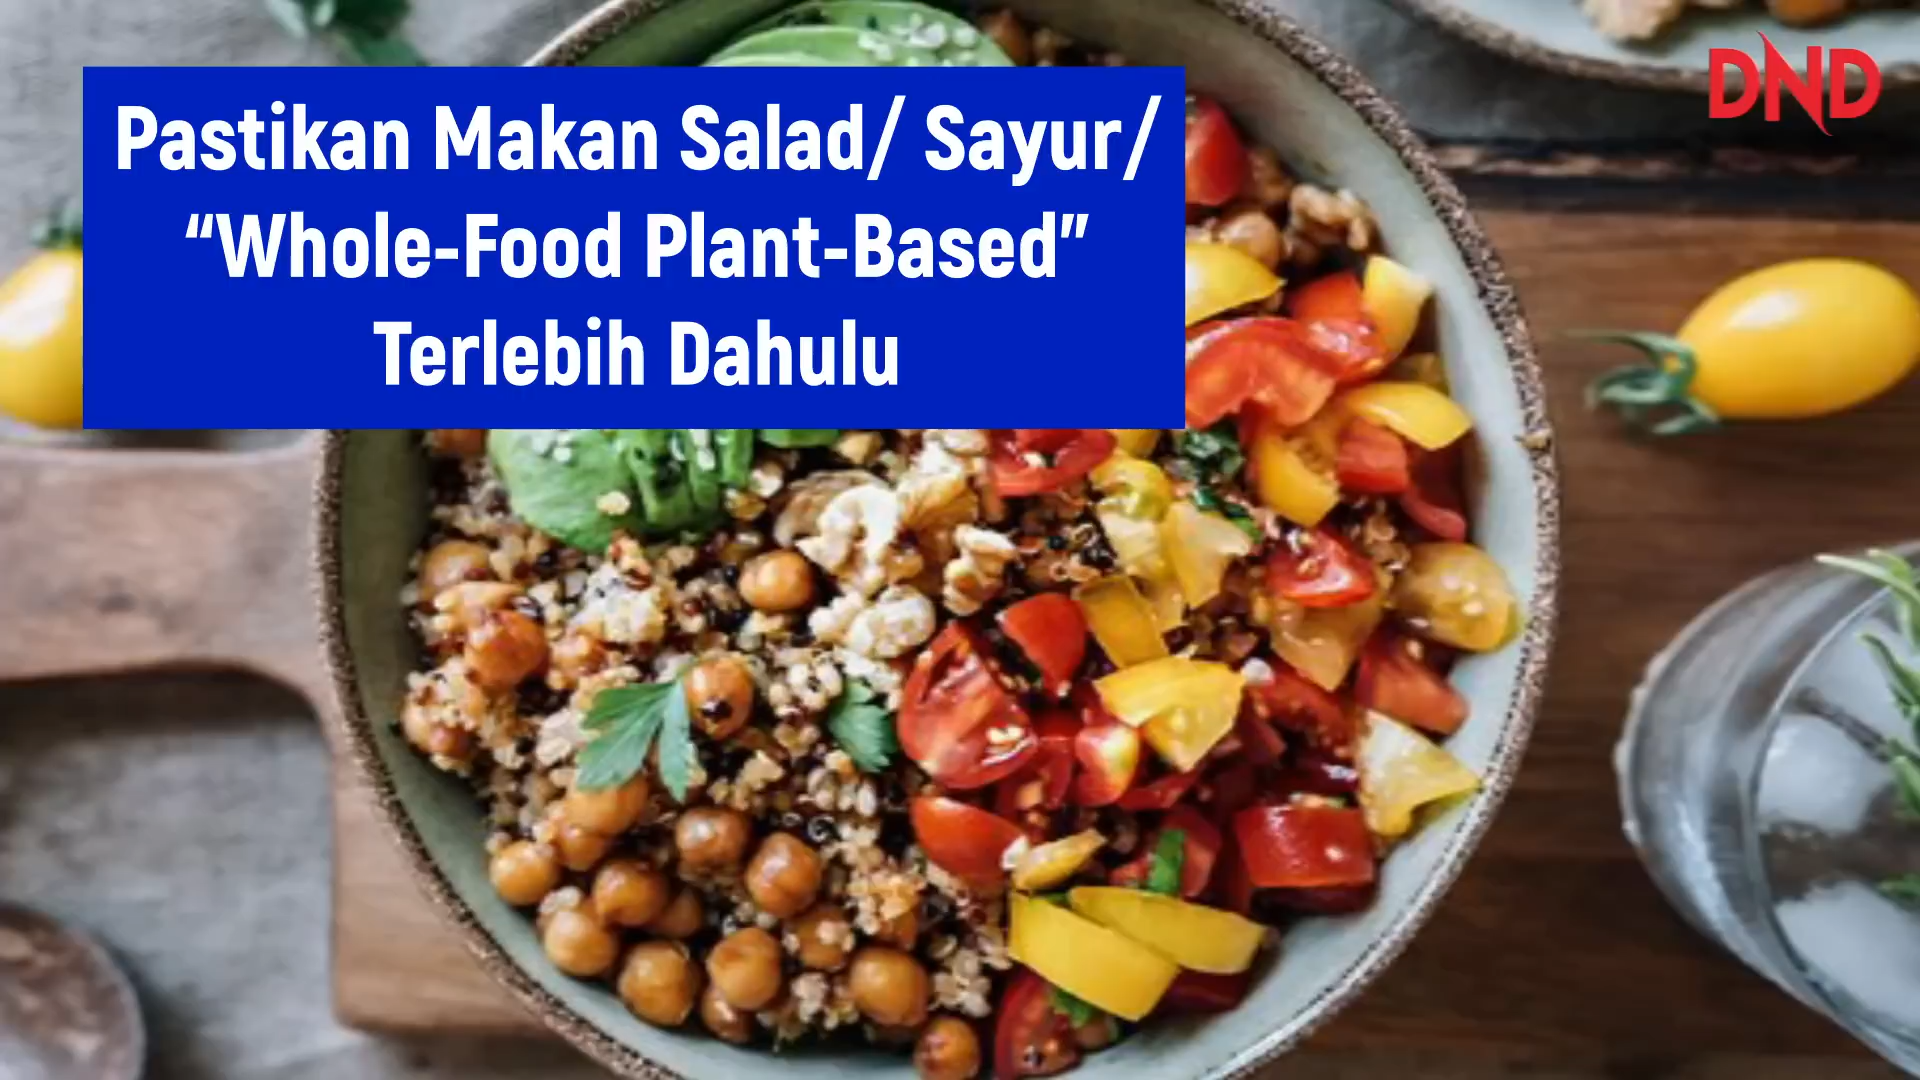 DND
Pastikan Makan Salad/ Sayur/
“Whole-Food Plant-Based”
Terlebih Dahulu